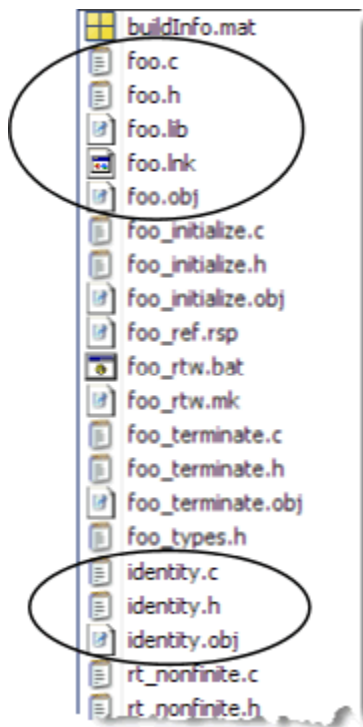 buildInfo.mat
foo.c
foo.h
foo.lib
foo.lnk
foo.obj
foo_initialize.c
foo_initialize.h
foo_initialize.obj
foo_ref.rsp
foo_rtw.bat
foo_rtw.mk
foo_terminate.c
foo_terminate.h
foo_terminate.obj
foo_types.h
identity.c
identity.h
identity.obj
rt_nonfinite.c
rt_nonfinite.h